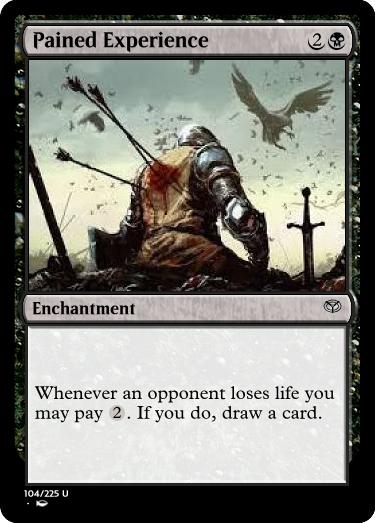 Pained Experience 2
Enchantment
Whenever an opponent loses life you
may pay 2. If you do, draw a card.
104/225 U